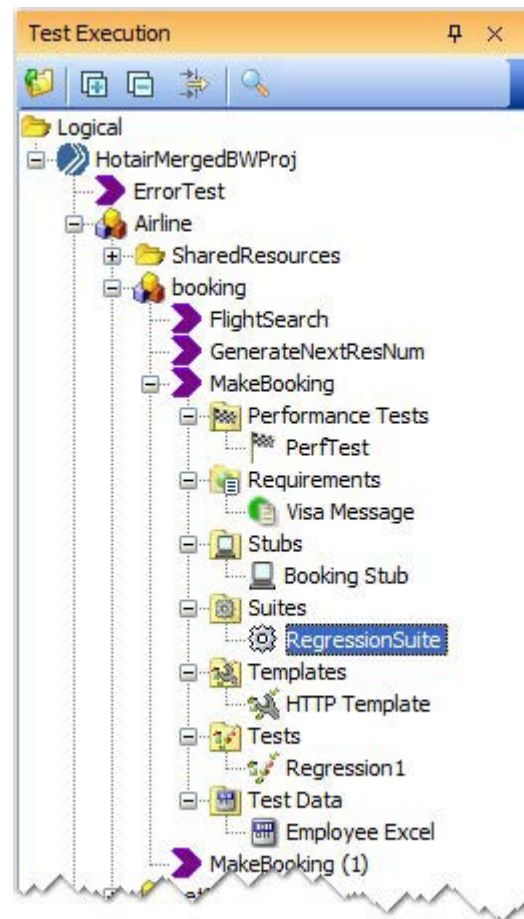 Test Execution
Logical
HotairMergedBWProj
ErrorTest
Airline
SharedResources
booking
FlightSearch
GenerateNextResNum
MakeBooking
Performance Tests
PerfTest
Requirements
Visa Message
Stubs
Booking Stub
Suites
RegressionSuite
Templates
HTTP Template
Tests
Regression1
Test Data
Employee Excel
MakeBooking (1)